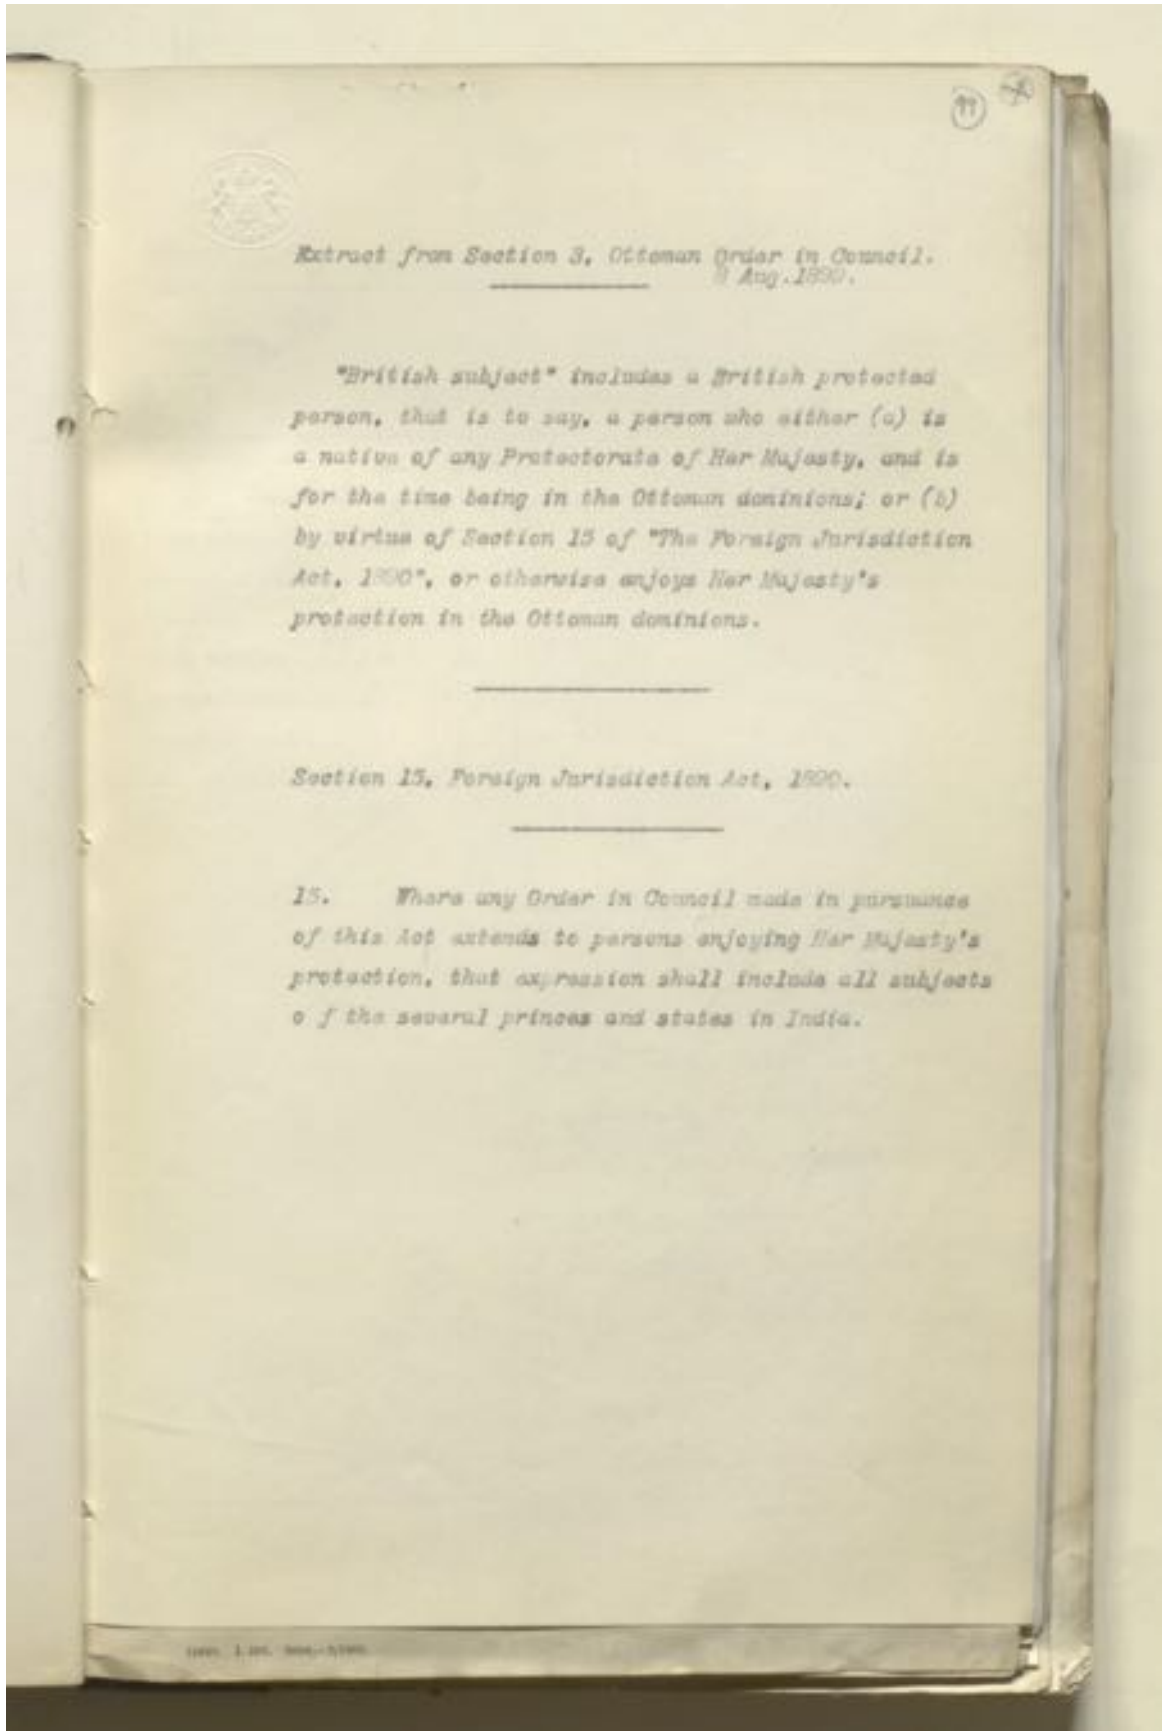 Extract from Section 3, Ottoman Order in Council.
8 Aug.1899.
"British subject" includes a British protected
person, that is to say, a person who either (a) is
a native of any Protectorate of Her Majesty, and is
for the time being in the Ottoman dominions; or (b)
by virtue of Section 15 of "The Foreign Jurisdiction
Act, 1890", or otherwise enjoys Her Majesty's
protection in the Ottoman dominions.
Section 15, Foreign Jurisdiction Act, 1890.
15. Where any Order in Council made in pursuance
of this Act extends to persons enjoying Her Majesty's
protection, that expression shall include all subjects
o f the several princes and states in India.